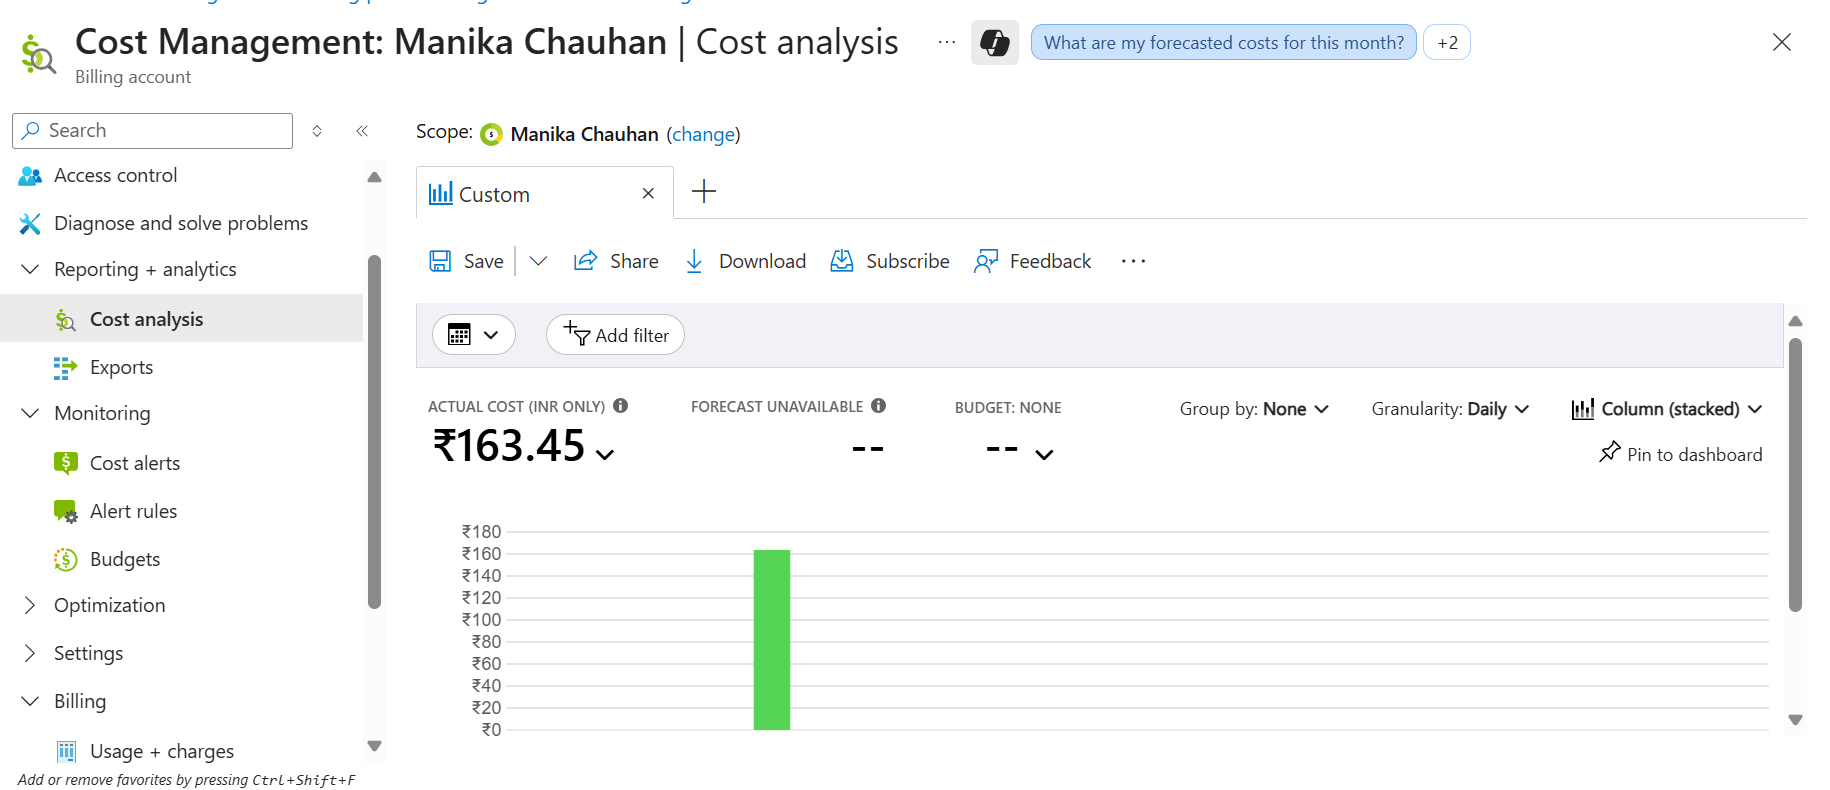 Cost Management: Manika Chauhan | Cost analysis
Billing account
What are my forecasted costs for this month?
+2
Search
Access control
Diagnose and solve problems
Reporting + analytics
Cost analysis
Exports
Monitoring
Cost alerts
Alert rules
Budgets
Optimization
Settings
Billing
Usage + charges
Add or remove favorites by pressing Ctrl+Shift+F
Scope: Manika Chauhan (change)
Custom
Save
Share
Download
Subscribe
Feedback
Add filter
ACTUAL COST (INR ONLY)
₹163.45
FORECAST UNAVAILABLE
--
BUDGET: NONE
--
Group by: None
Granularity: Daily
Column (stacked)
Pin to dashboard
₹180
₹160
₹140
₹120
₹100
₹80
₹60
₹40
₹20
₹0